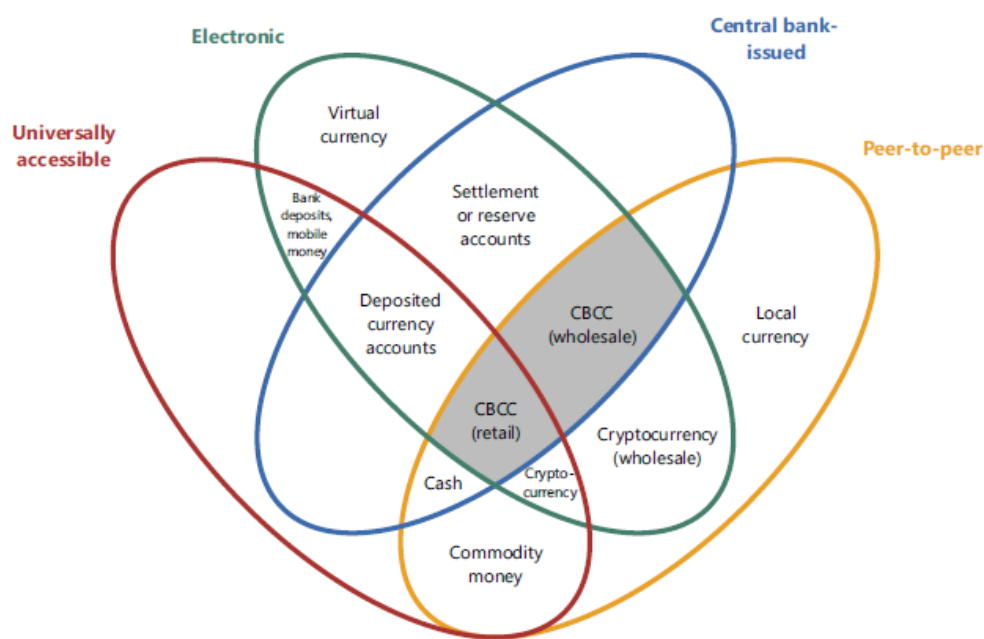 Electronic
Central bank-
issued
Universally
accessible
Peer-to-peer
Virtual
currency
Bank
deposits,
mobile
money
Settlement
or reserve
accounts
Deposited
currency
accounts
CBCC
(wholesale)
Local
currency
CBCC
(retail)
Cryptocurrency
(wholesale)
Cash
Crypto-
currency
Commodity
money